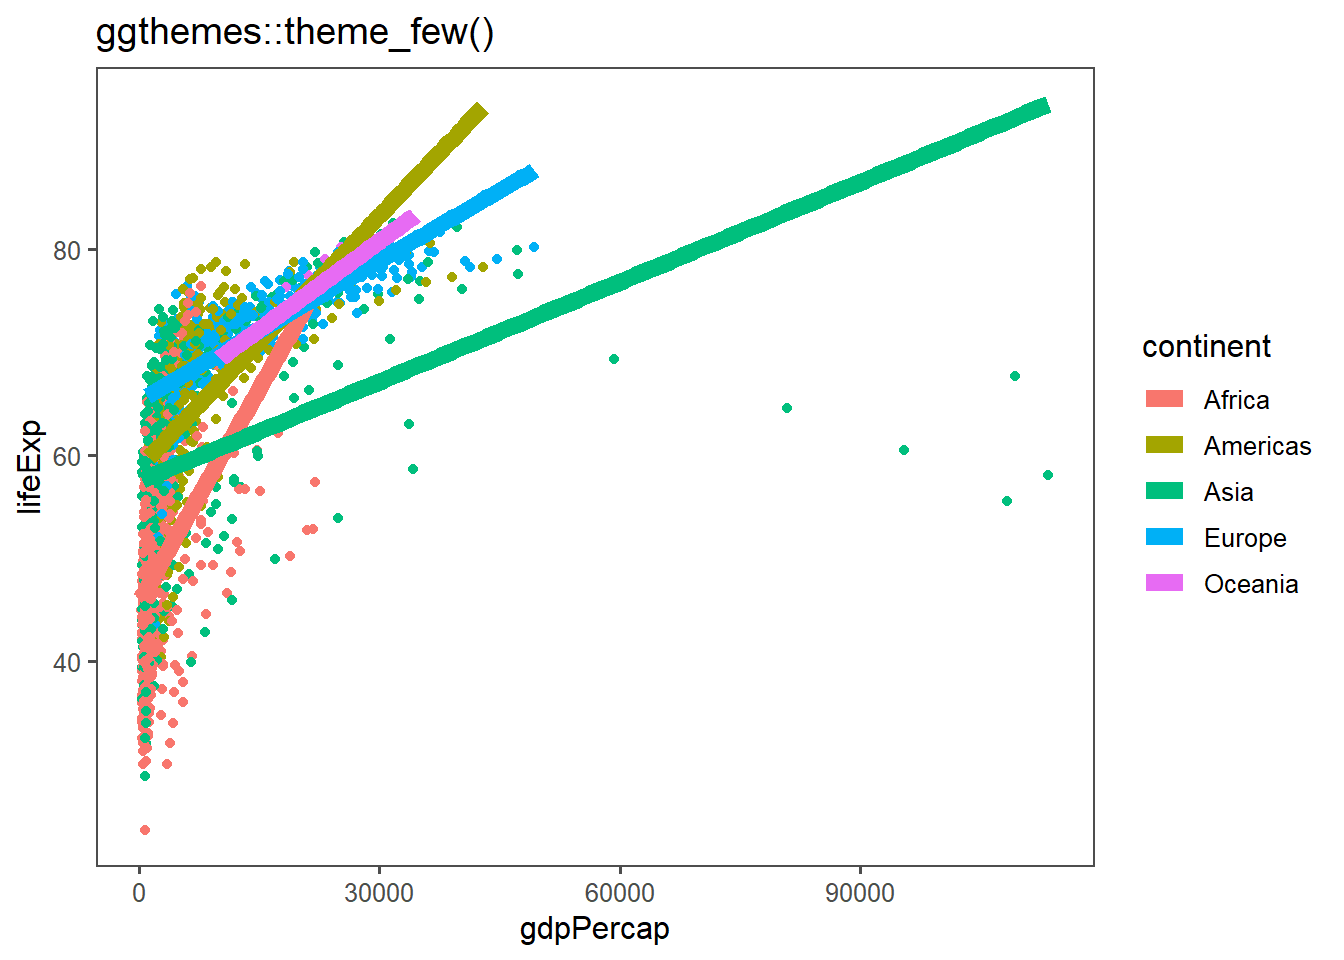 ggthemes::theme_few()
lifeExp
80
60
40
0 30000 60000 90000
gdpPercap
continent
Africa
Americas
Asia
Europe
Oceania